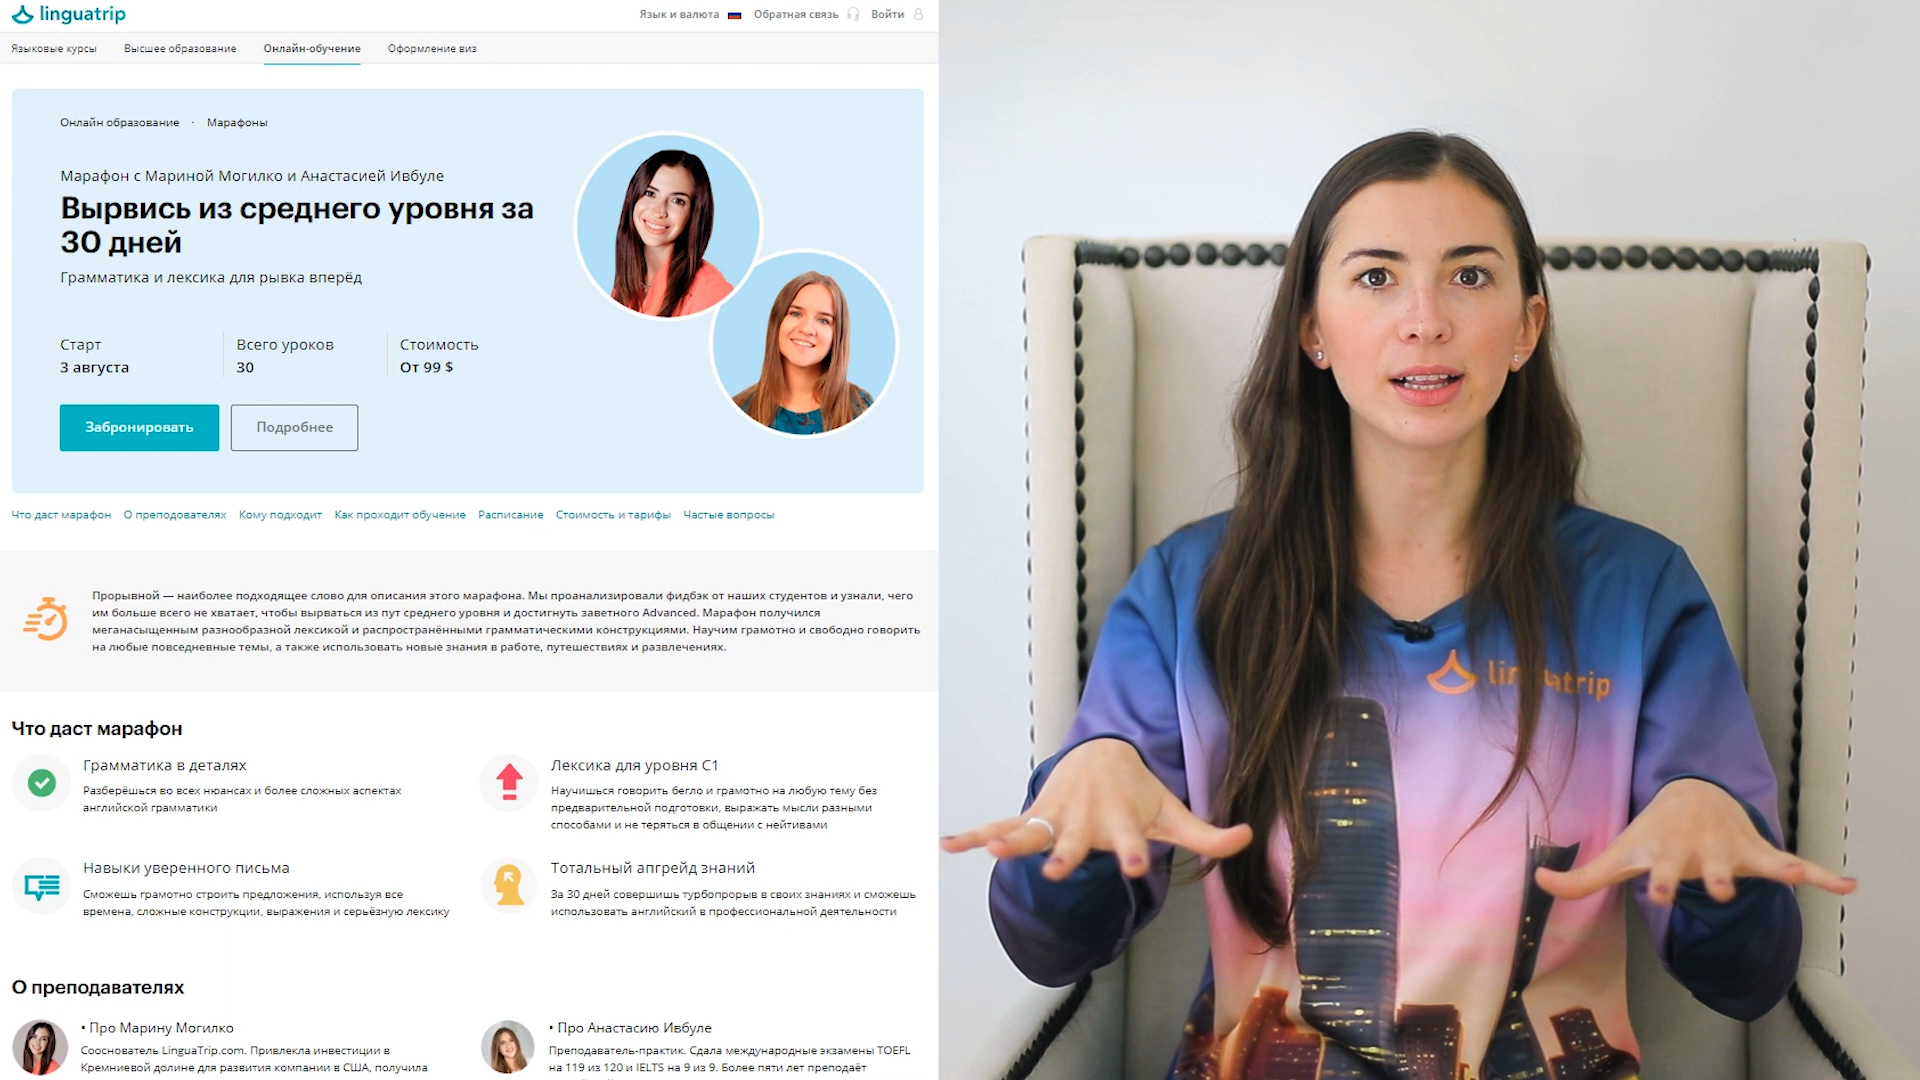 linguatrip
Язык и валюта
Обратная связь
Войти
Языковые курсы
Высшее образование
Онлайн-обучение
Оформление виз
Онлайн образование · Марафоны
Марафон с Мариной Могилко и Анастасией Ивбуле
Вырвись из среднего уровня за
30 дней
Грамматика и лексика для рывка вперёд
Старт
3 августа
Всего уроков
30
Стоимость
От 99 $
Забронировать
Подробнее
Что даст марафон
О преподователях
Кому подходит
Как проходит обучение
Расписание
Стоимость и тарифы
Частые вопросы
Прорывной — наиболее подходящее слово для описания этого марафона. Мы проанализировали фидбэк от наших студентов и узнали, чего
им больше всего не хватает, чтобы вырваться из пут среднего уровня и достигнуть заветного Advanced. Марафон получился
меганасыщенным разнообразной лексикой и распространёнными грамматическими конструкциями. Научим грамотно и свободно говорить
на любые повседневные темы, а также использовать новые знания в работе, путешествиях и развлечениях.
Что даст марафон
Грамматика в деталях
Разберёшься во всех нюансах и более сложных аспектах
английской грамматики
Лексика для уровня C1
Научишься говорить бегло и грамотно на любую тему без
предварительной подготовки, выражать мысли разными
способами и не теряться в общении с нейтивами
Навыки уверенного письма
Сможешь грамотно строить предложения, используя все
времена, сложные конструкции, выражения и серьёзную лексику
Тотальный апгрейд знаний
За 30 дней совершишь турбопрорыв в своих знаниях и сможешь
использовать английский в профессиональной деятельности
О преподавателях
• Про Марину Могилко
Сооснователь LinguaTrip.com. Привлекла инвестиции в
Кремниевой долине для развития компании в США, получила
• Про Анастасию Ивбуле
Преподаватель-практик. Сдала международные экзамены TOEFL
на 119 из 120 и IELTS на 9 из 9. Более пяти лет преподаёт
linguatrip